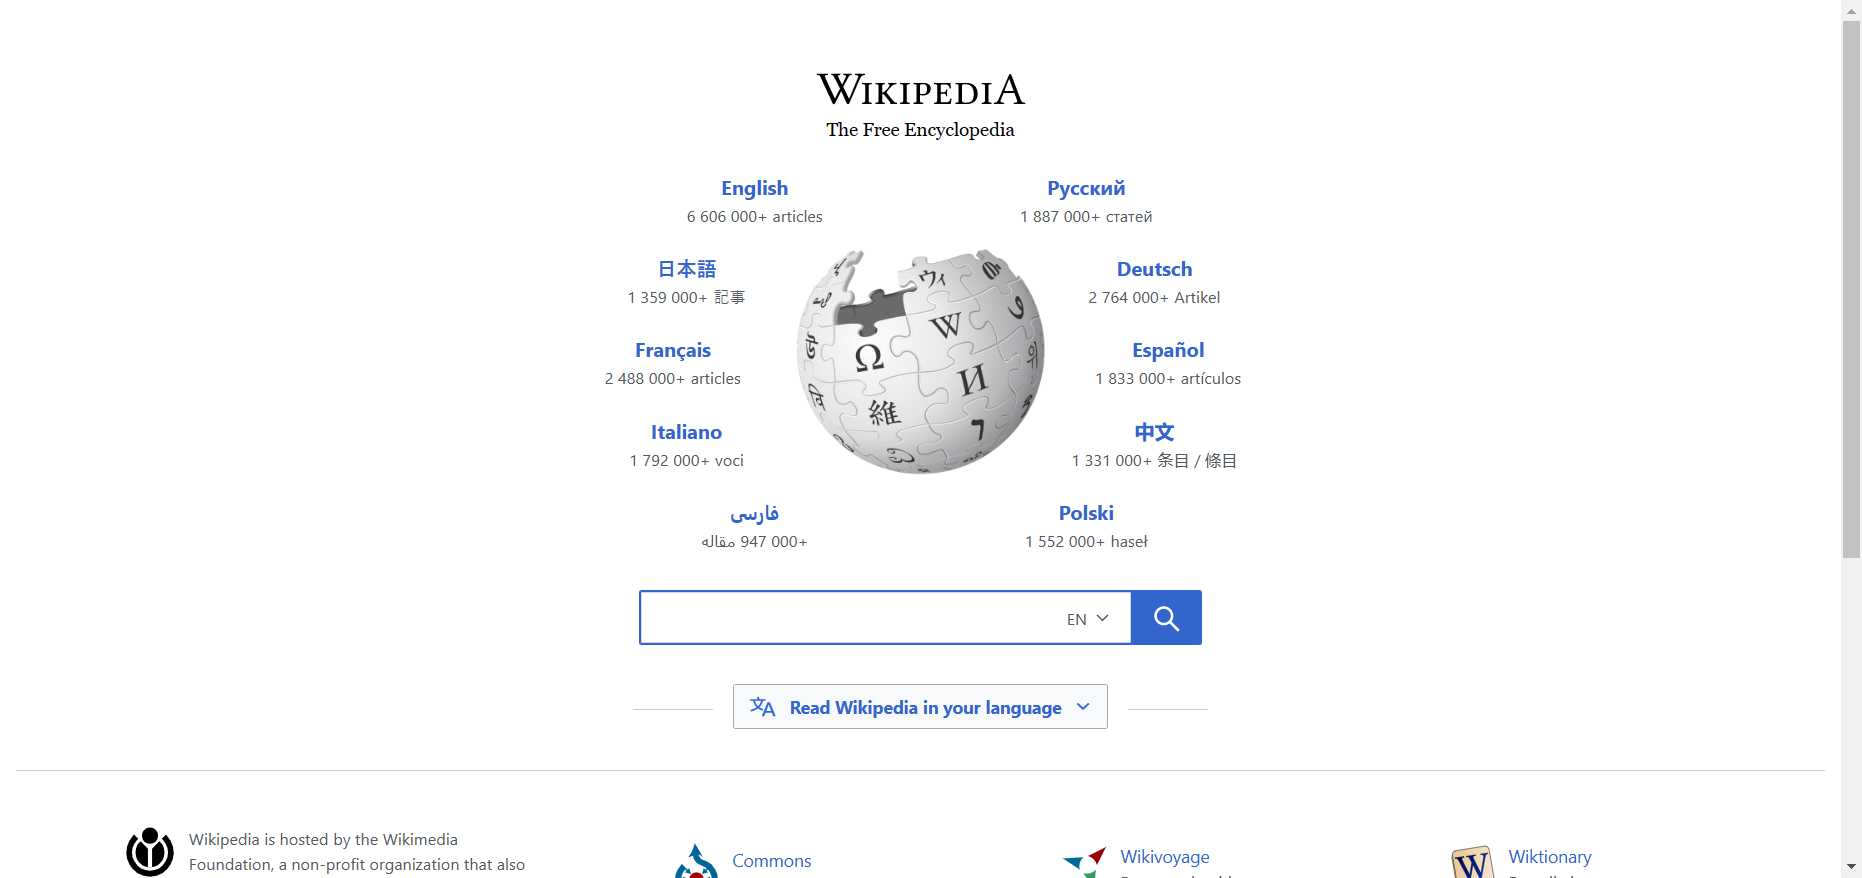 WIKIPEDIA
The Free Encyclopedia
English
6 606 000+ articles
Русский
1 887 000+ статей
日本語
1 359 000+ 記事
Deutsch
2 764 000+ Artikel
Français
2 488 000+ articles
Español
1 833 000+ artículos
Italiano
1 792 000+ voci
中文
1 331 000+ 条目 / 條目
فارسی
۹47 000+ مقاله
Polski
1 552 000+ haseł
Ω
W
И
維
ウィ
EN
Read Wikipedia in your language
Wikipedia is hosted by the Wikimedia
Foundation, a non-profit organization that also
Commons
Wikivoyage
W
Wiktionary